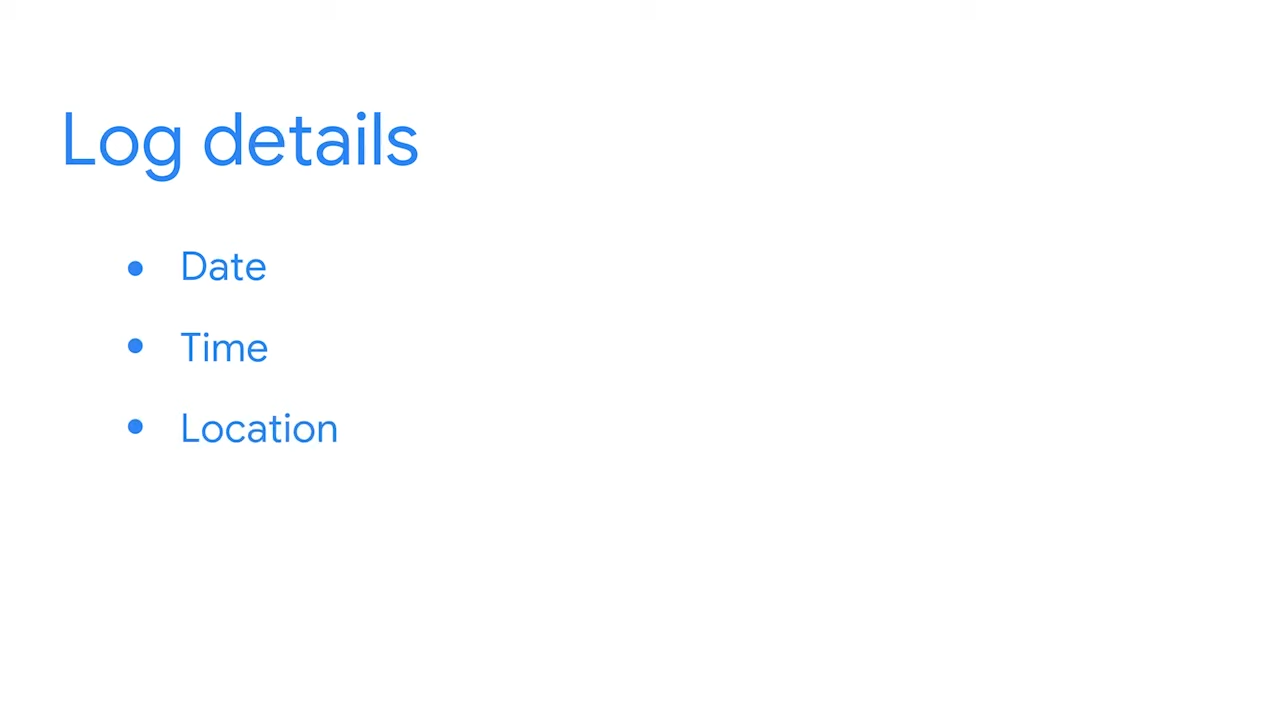 Log details
• Date
• Time
• Location